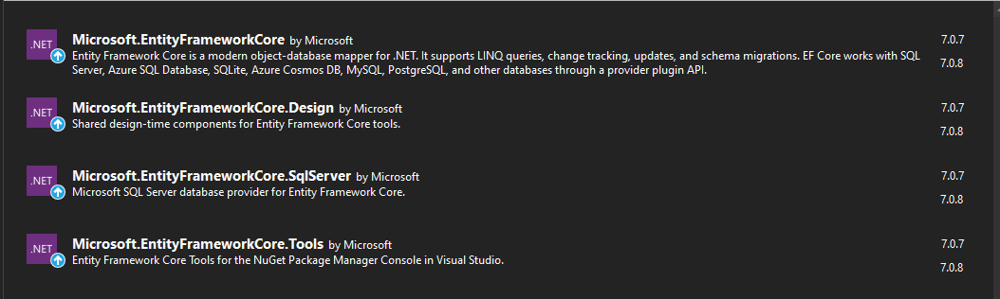 .NET
Microsoft.EntityFrameworkCore by Microsoft
7.0.7
Entity Framework Core is a modern object-database mapper for .NET. It supports LINQ queries, change tracking, updates, and schema migrations. EF Core works with SQL
7.0.8
Server, Azure SQL Database, SQLite, Azure Cosmos DB, MySQL, PostgreSQL, and other databases through a provider plugin API.
.NET
Microsoft.EntityFrameworkCore.Design by Microsoft
7.0.7
Shared design-time components for Entity Framework Core tools.
7.0.8
.NET
Microsoft.EntityFrameworkCore.SqlServer by Microsoft
7.0.7
Microsoft SQL Server database provider for Entity Framework Core.
7.0.8
.NET
Microsoft.EntityFrameworkCore.Tools by Microsoft
7.0.7
Entity Framework Core Tools for the NuGet Package Manager Console in Visual Studio.
7.0.8